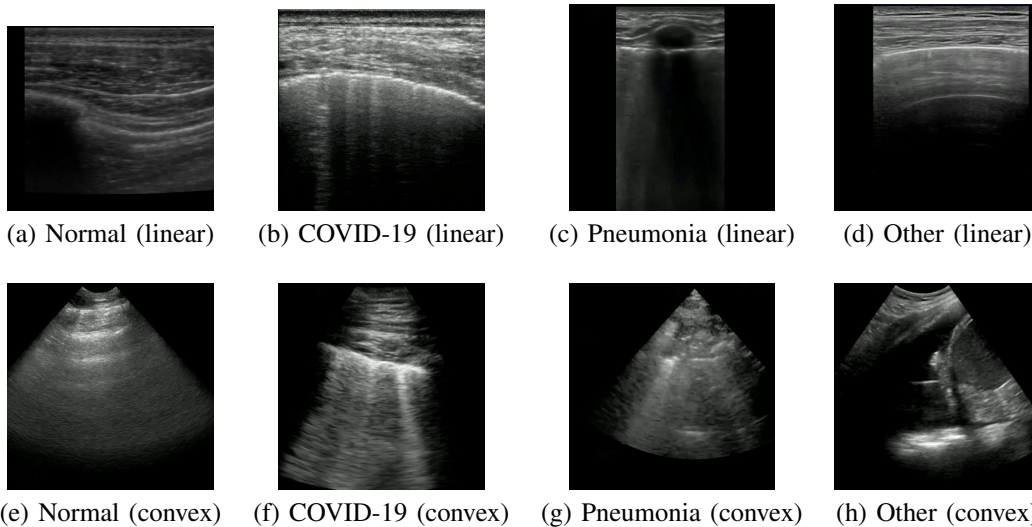 (a) Normal (linear)
(b) COVID-19 (linear)
(c) Pneumonia (linear)
(d) Other (linear)
(e) Normal (convex)
(f) COVID-19 (convex)
(g) Pneumonia (convex)
(h) Other (convex